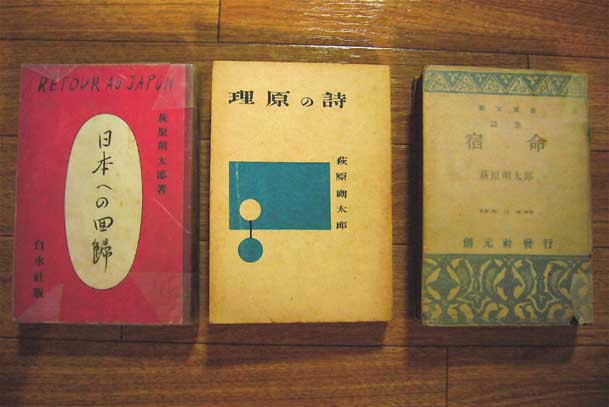 RETOUR AU JAPON
萩原朔太郎著
日本への回歸
白水社版
理原の詩
萩原朔太郎
詩集
宿命
萩原朔太郎
創元社發行